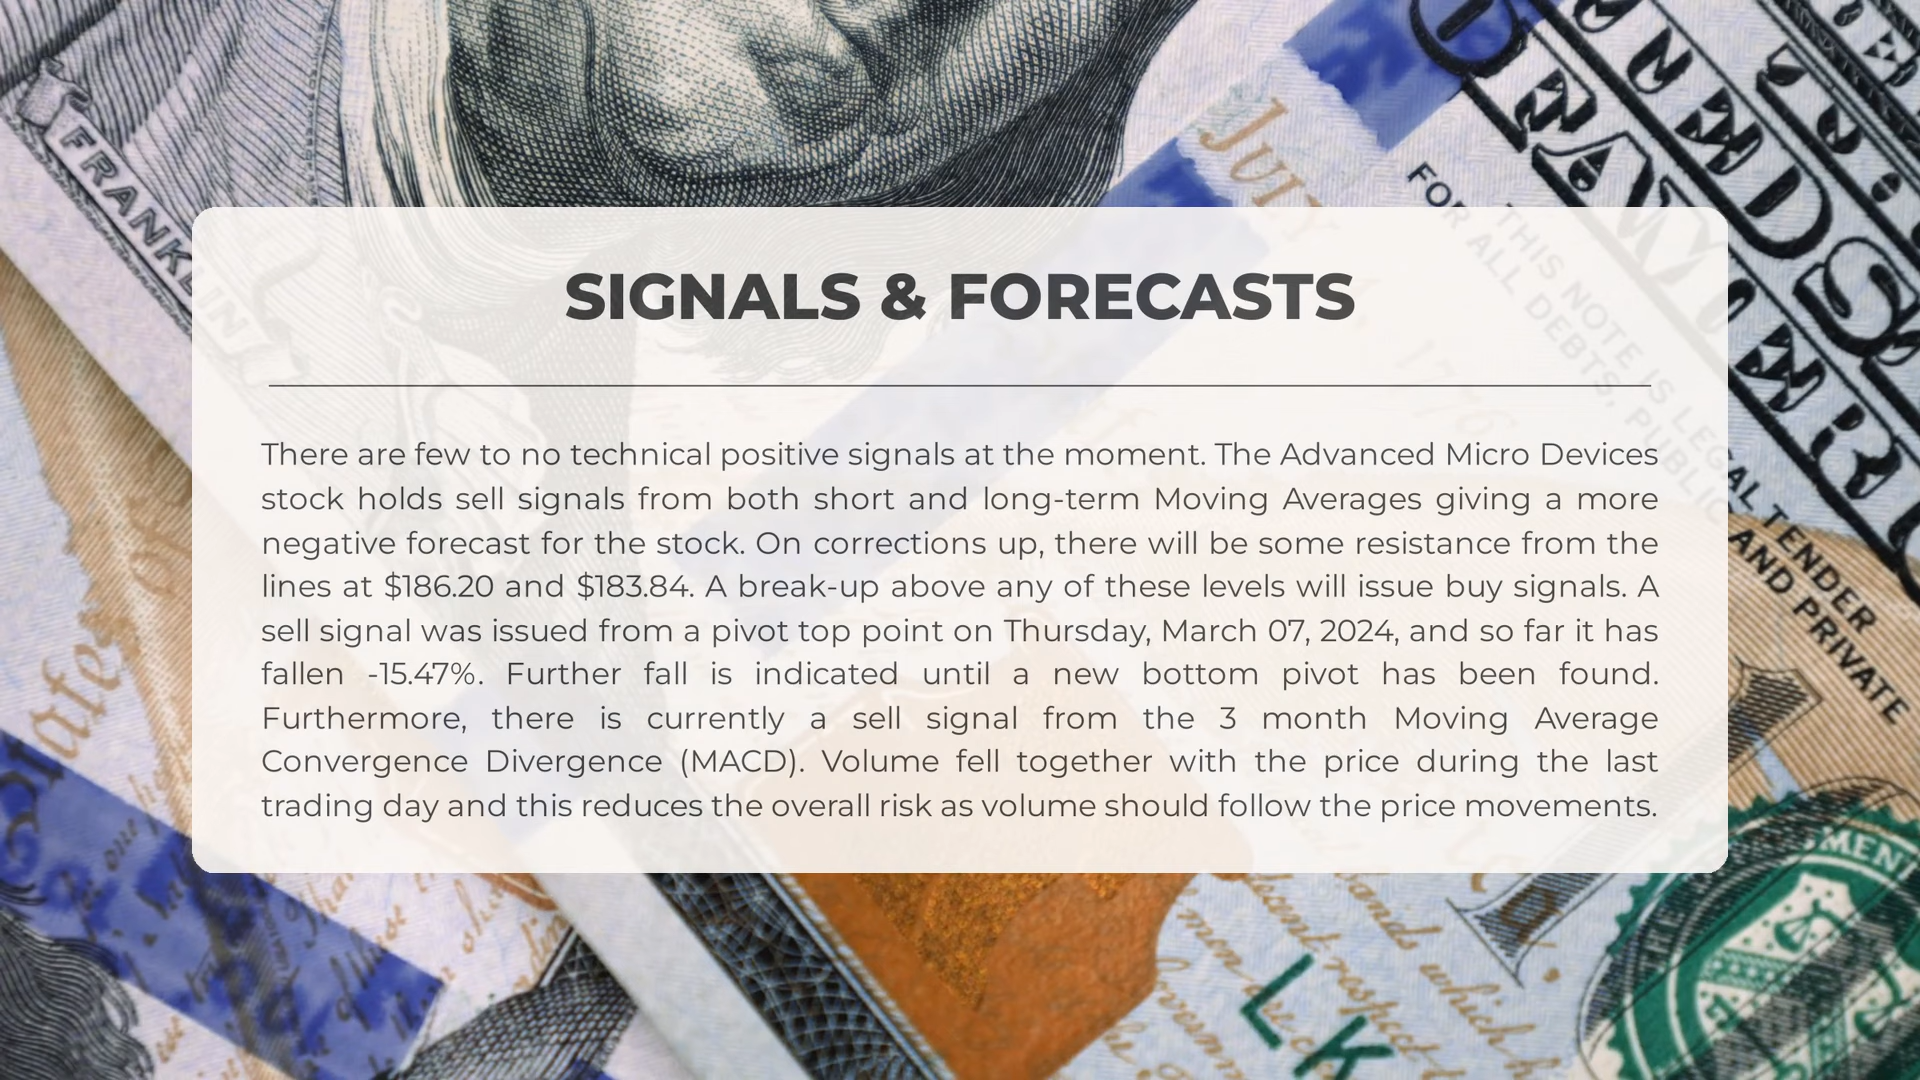 FRANKLIN
JULY
FOR ALL DEBTS, PUBLIC AND PRIVATE
THIS NOTE IS LEGAL TENDER
SIGNALS & FORECASTS
There are few to no technical positive signals at the moment. The Advanced Micro Devices
stock holds sell signals from both short and long-term Moving Averages giving a more
negative forecast for the stock. On corrections up, there will be some resistance from the
lines at $186.20 and $183.84. A break-up above any of these levels will issue buy signals. A
sell signal was issued from a pivot top point on Thursday, March 07, 2024, and so far it has
fallen -15.47%. Further fall is indicated until a new bottom pivot has been found.
Furthermore, there is currently a sell signal from the 3 month Moving Average
Convergence Divergence (MACD). Volume fell together with the price during the last
trading day and this reduces the overall risk as volume should follow the price movements.
LK